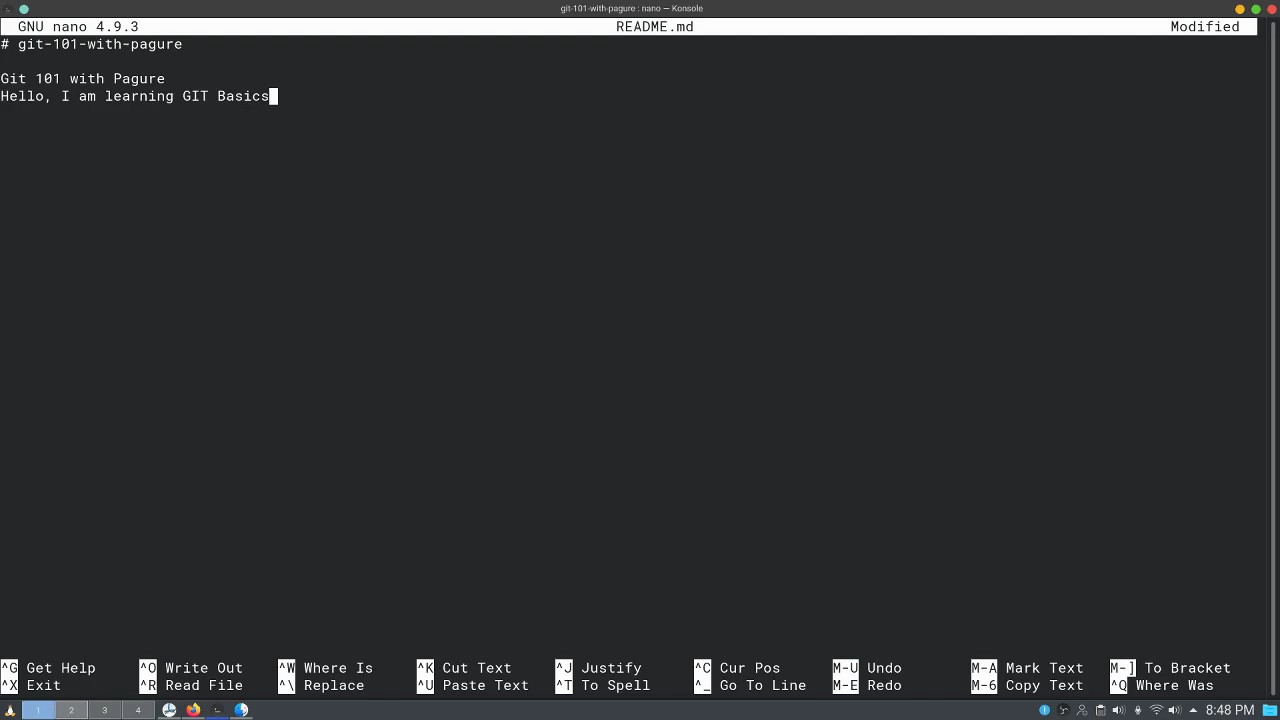 git-101-with-pagure : nano — Konsole
GNU nano 4.9.3 README.md Modified
# git-101-with-pagure
Git 101 with Pagure
Hello, I am learning GIT Basics
^G Get Help ^O Write Out ^W Where Is ^K Cut Text ^J Justify ^C Cur Pos M-U Undo M-A Mark Text M-] To Bracket
^X Exit ^R Read File ^\ Replace ^U Paste Text ^T To Spell ^_ Go To Line M-E Redo M-6 Copy Text ^Q Where Was
1 2 3 4 8:48 PM